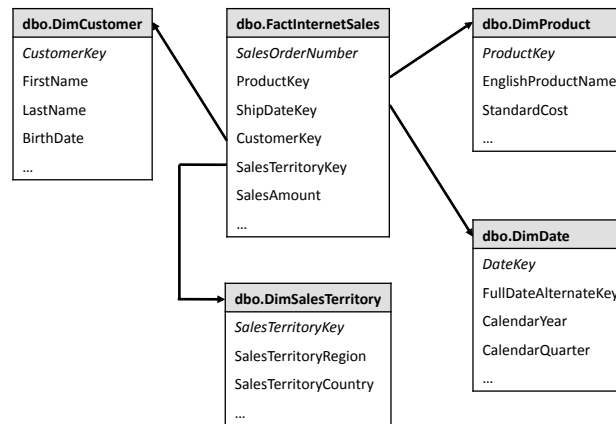 dbo.DimCustomer
CustomerKey
FirstName
LastName
BirthDate
...
dbo.FactInternetSales
SalesOrderNumber
ProductKey
ShipDateKey
CustomerKey
SalesTerritoryKey
SalesAmount
...
dbo.DimProduct
ProductKey
EnglishProductName
StandardCost
...
dbo.DimSalesTerritory
SalesTerritoryKey
SalesTerritoryRegion
SalesTerritoryCountry
...
dbo.DimDate
DateKey
FullDateAlternateKey
CalendarYear
CalendarQuarter
...